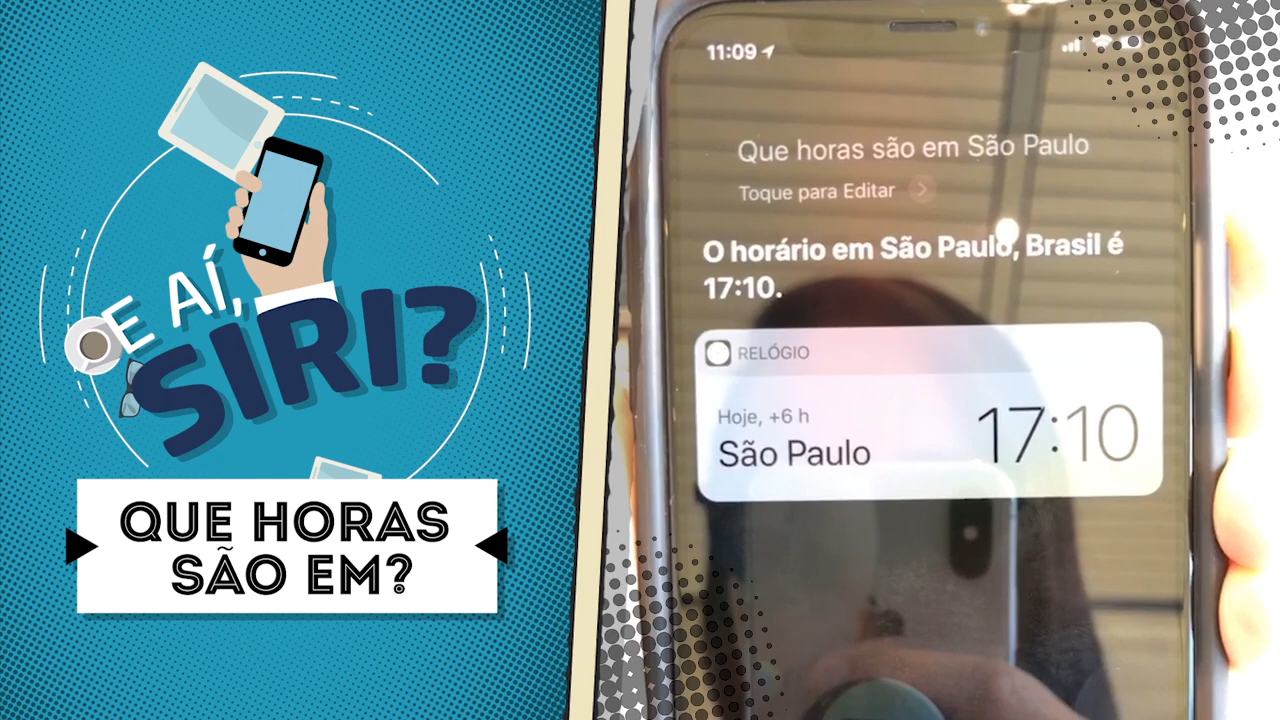 E AÍ,
SIRI?
QUE HORAS
SÃO EM?
11:09
Que horas são em São Paulo
Toque para Editar
O horário em São Paulo, Brasil é
17:10.
RELÓGIO
Hoje, +6 h
São Paulo
17:10